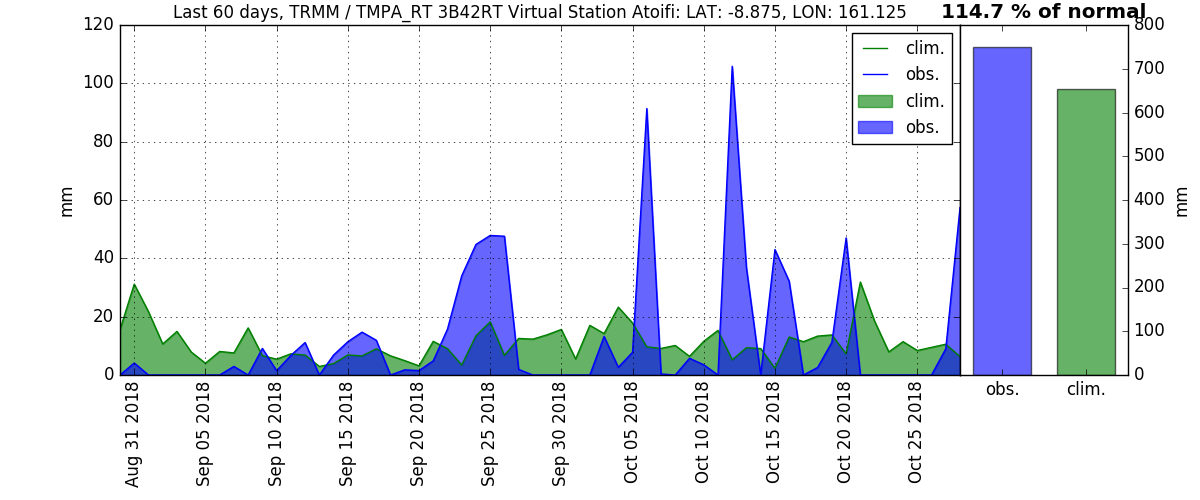 Last 60 days, TRMM / TMPA_RT 3B42RT Virtual Station Atoifi: LAT: -8.875, LON: 161.125
114.7 % of normal
120
100
80
60
40
20
0
mm
clim.
obs.
clim.
obs.
Aug 31 2018
Sep 05 2018
Sep 10 2018
Sep 15 2018
Sep 20 2018
Sep 25 2018
Sep 30 2018
Oct 05 2018
Oct 10 2018
Oct 15 2018
Oct 20 2018
Oct 25 2018
800
700
600
500
400
300
200
100
0
mm
obs.
clim.